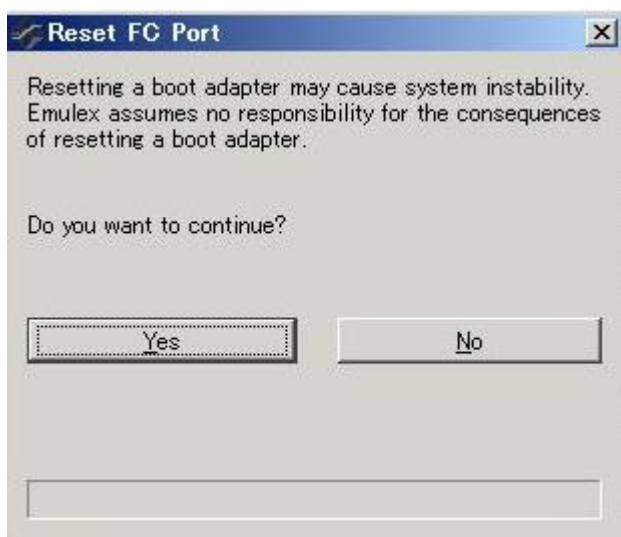 Reset FC Port
Resetting a boot adapter may cause system instability.
Emulex assumes no responsibility for the consequences
of resetting a boot adapter.
Do you want to continue?
Yes
No